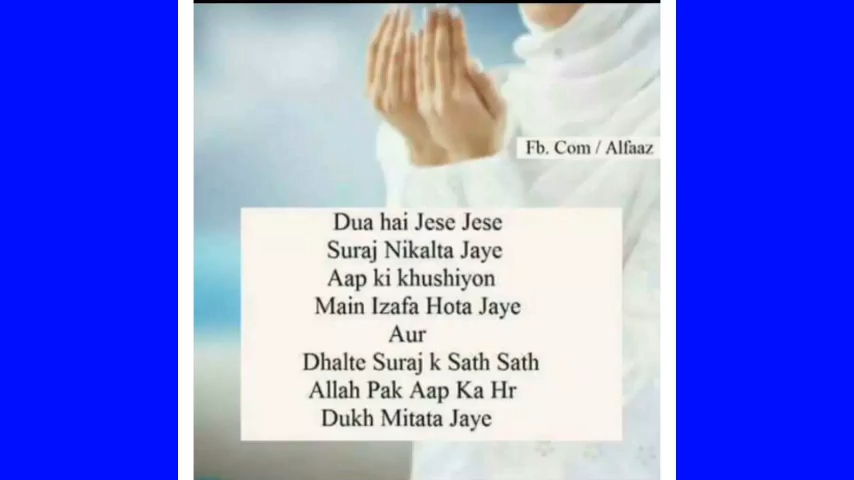 Fb. Com / Alfaaz
Dua hai Jese Jese
Suraj Nikalta Jaye
Aap ki khushiyon
Main Izafa Hota Jaye
Aur
Dhalte Suraj k Sath Sath
Allah Pak Aap Ka Hr
Dukh Mitata Jaye